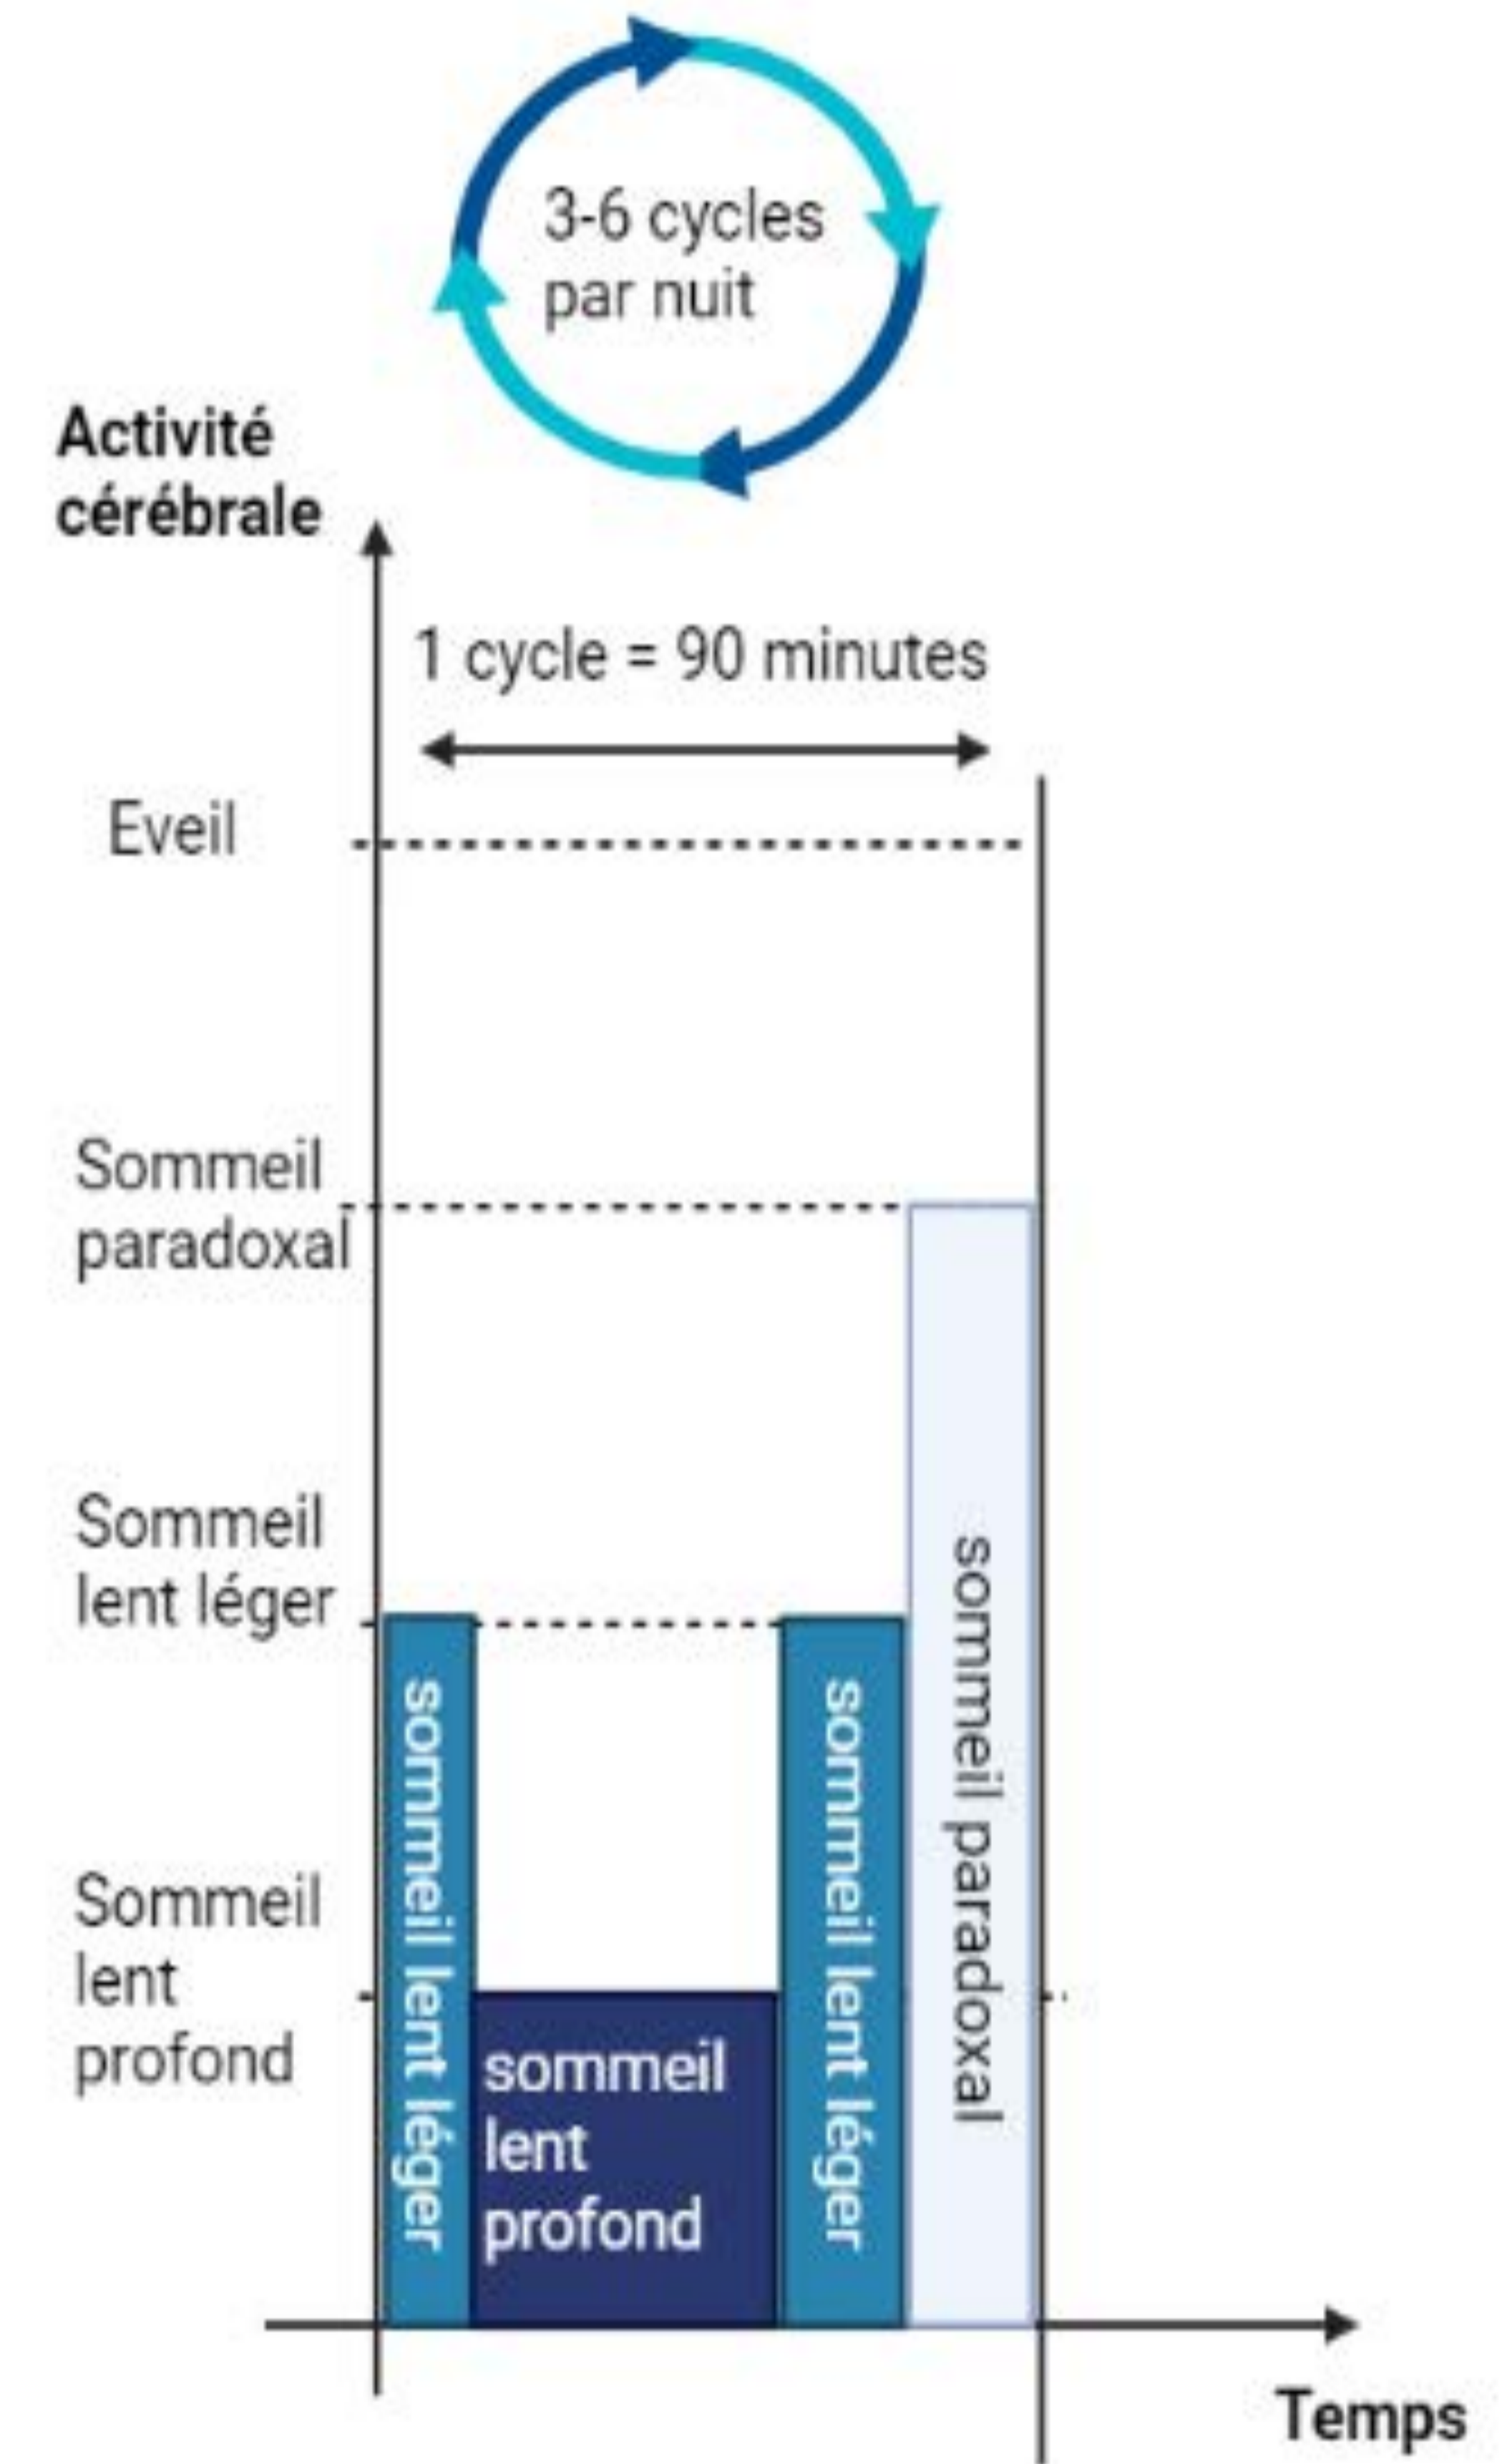 3-6 cycles
par nuit
Activité
cérébrale
1 cycle = 90 minutes
Eveil
Sommeil
paradoxal
Sommeil
lent léger
Sommeil
lent
profond
sommeil lent léger
sommeil
lent
profond
sommeil lent léger
sommeil paradoxal
Temps